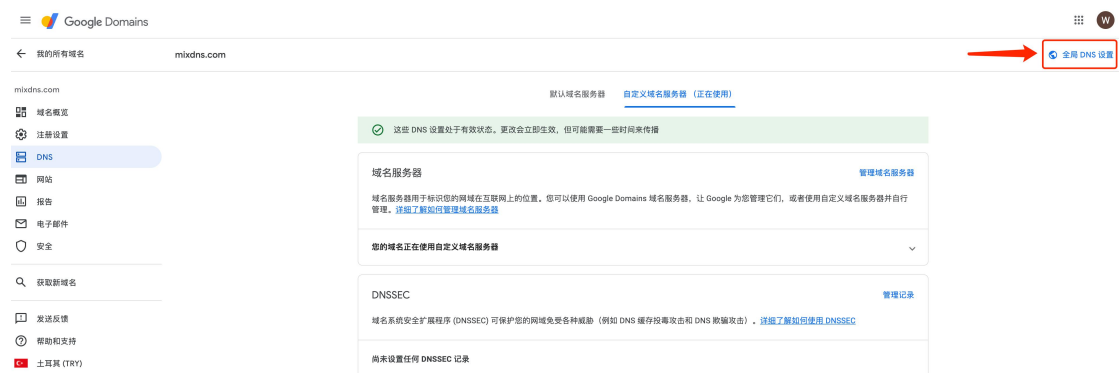 Google Domains
W
我的所有域名
mixdns.com
全局 DNS 设置
mixdns.com
域名概览
注册设置
DNS
网站
报告
电子邮件
安全
获取新域名
发送反馈
帮助和支持
土耳其 (TRY)
默认域名服务器
自定义域名服务器 （正在使用）
这些 DNS 设置处于有效状态。更改会立即生效，但可能需要一些时间来传播
域名服务器
管理域名服务器
域名服务器用于标识您的网域在互联网上的位置。您可以使用 Google Domains 域名服务器，让 Google 为您管理它们，或者使用自定义域名服务器并自行
管理。详细了解如何管理域名服务器
您的域名正在使用自定义域名服务器
DNSSEC
管理记录
域名系统安全扩展程序 (DNSSEC) 可保护您的网域免受各种威胁（例如 DNS 缓存投毒攻击和 DNS 欺骗攻击）。详细了解如何使用 DNSSEC
尚未设置任何 DNSSEC 记录